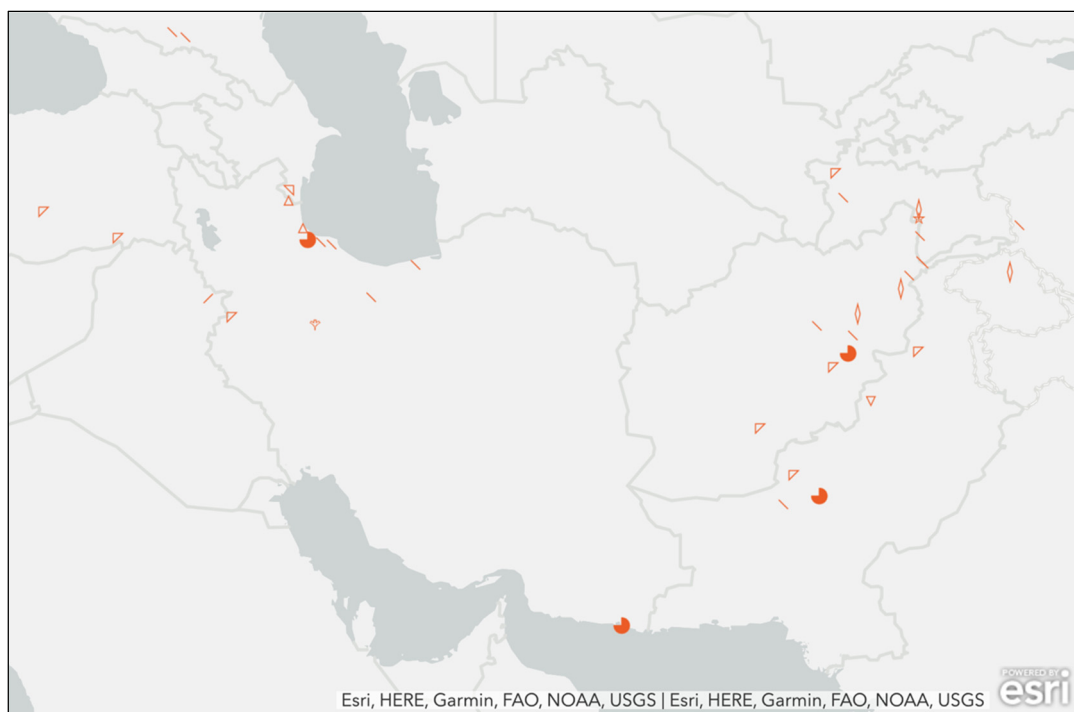 Esri, HERE, Garmin, FAO, NOAA, USGS | Esri, HERE, Garmin, FAO, NOAA, USGS
POWERED BY
esri